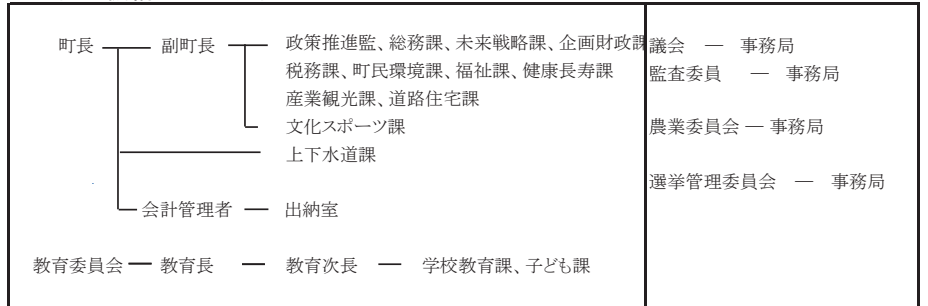 町長 副町長 政策推進監、総務課、未来戦略課、企画財政課
税務課、町民環境課、福祉課、健康長寿課
産業観光課、道路住宅課
文化スポーツ課
上下水道課
会計管理者 出納室
教育委員会 教育長 教育次長 学校教育課、子ども課
議会 ― 事務局
監査委員 ― 事務局
農業委員会 ― 事務局
選挙管理委員会 ― 事務局